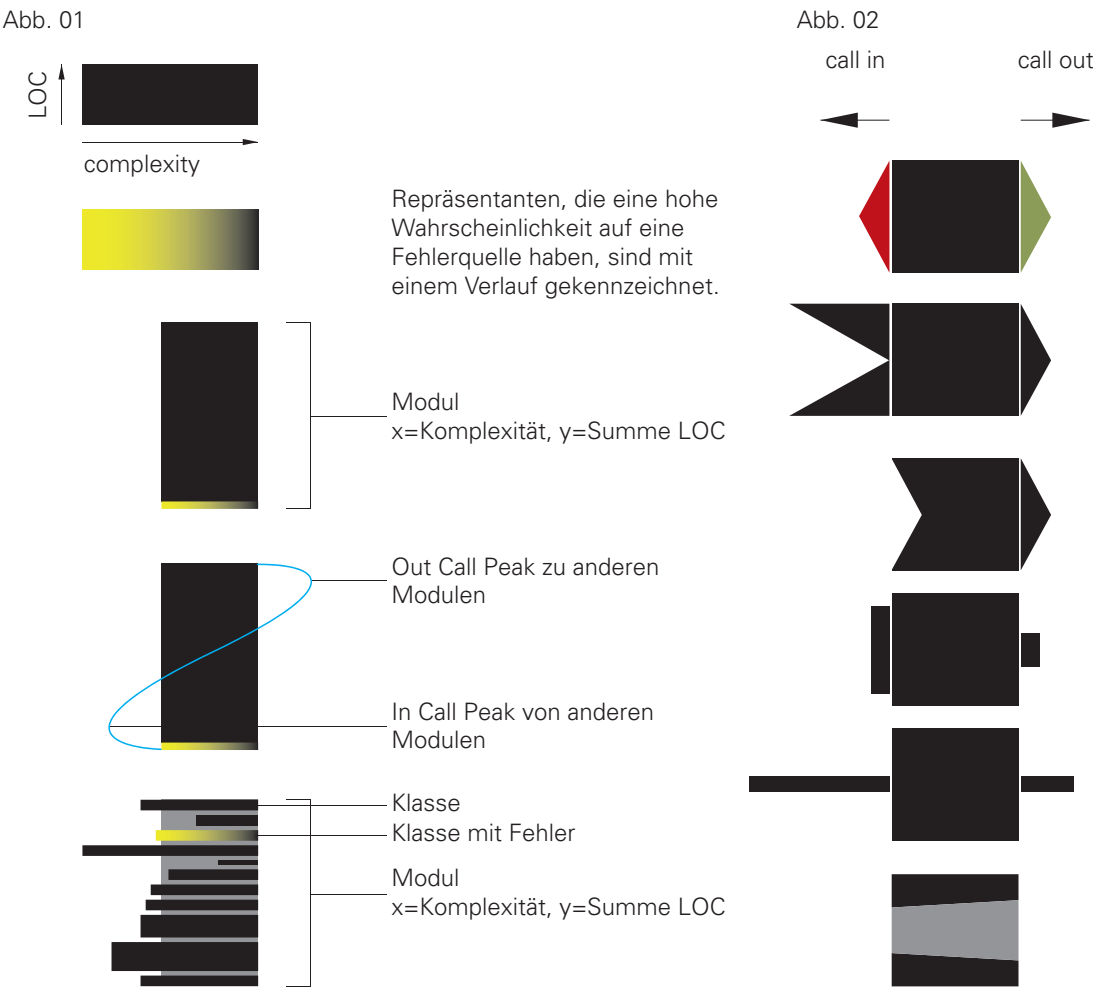 Abb. 01
LOC
complexity
Repräsentanten, die eine hohe
Wahrscheinlichkeit auf eine
Fehlerquelle haben, sind mit
einem Verlauf gekennzeichnet.
Modul
x=Komplexität, y=Summe LOC
Out Call Peak zu anderen
Modulen
In Call Peak von anderen
Modulen
Klasse
Klasse mit Fehler
Modul
x=Komplexität, y=Summe LOC
Abb. 02
call in
call out